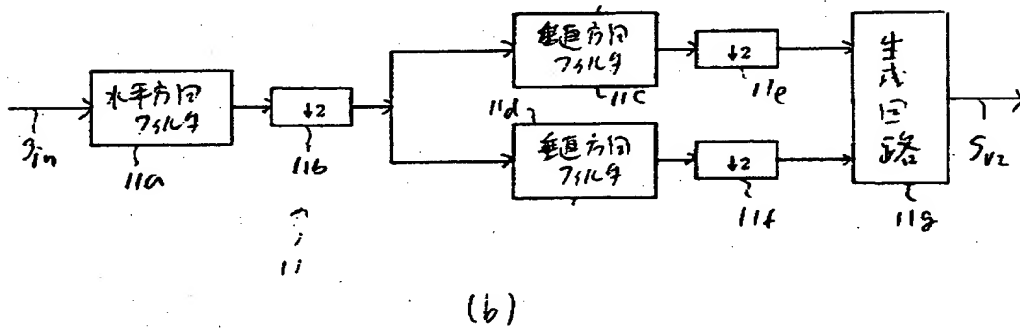 垂直方向
フィルタ
↓2
生成回路
11c
11e
水平方向
フィルタ
↓2
11d
Sin
11a
11b
垂直方向
フィルタ
↓2
SV2
11f
11g
11
(b)